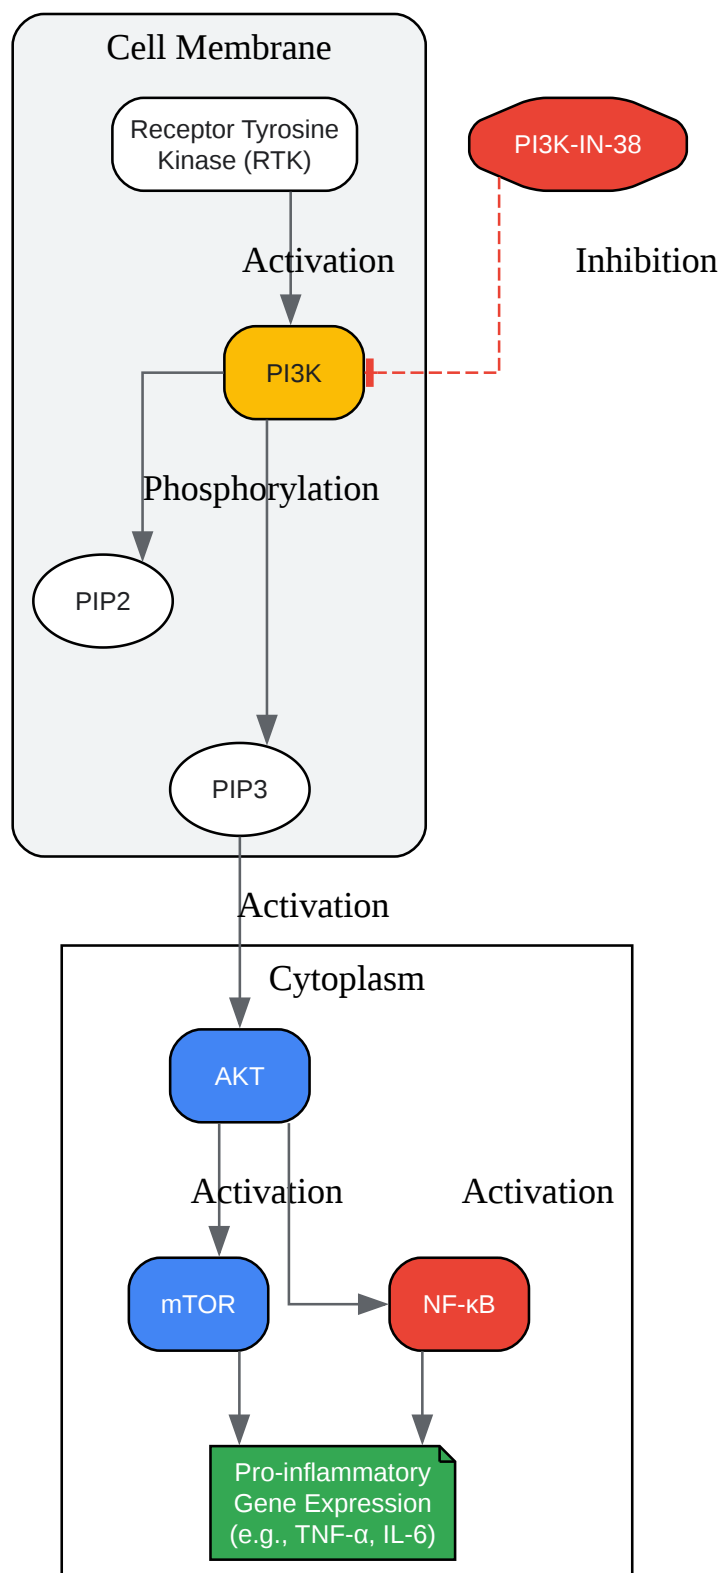 Cell Membrane
Receptor Tyrosine
Kinase (RTK)
PI3K-IN-38
Activation
Inhibition
PI3K
Phosphorylation
PIP2
PIP3
Activation
Cytoplasm
AKT
Activation
Activation
mTOR
NF-κB
Pro-inflammatory
Gene Expression
(e.g., TNF-α, IL-6)